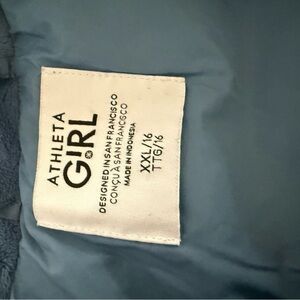 ATHLETA
GIRL
DESIGNED IN SAN FRANCISCO
CONÇU À SAN FRANCISCO
MADE IN INDONESIA
XXL/16
TTG/16